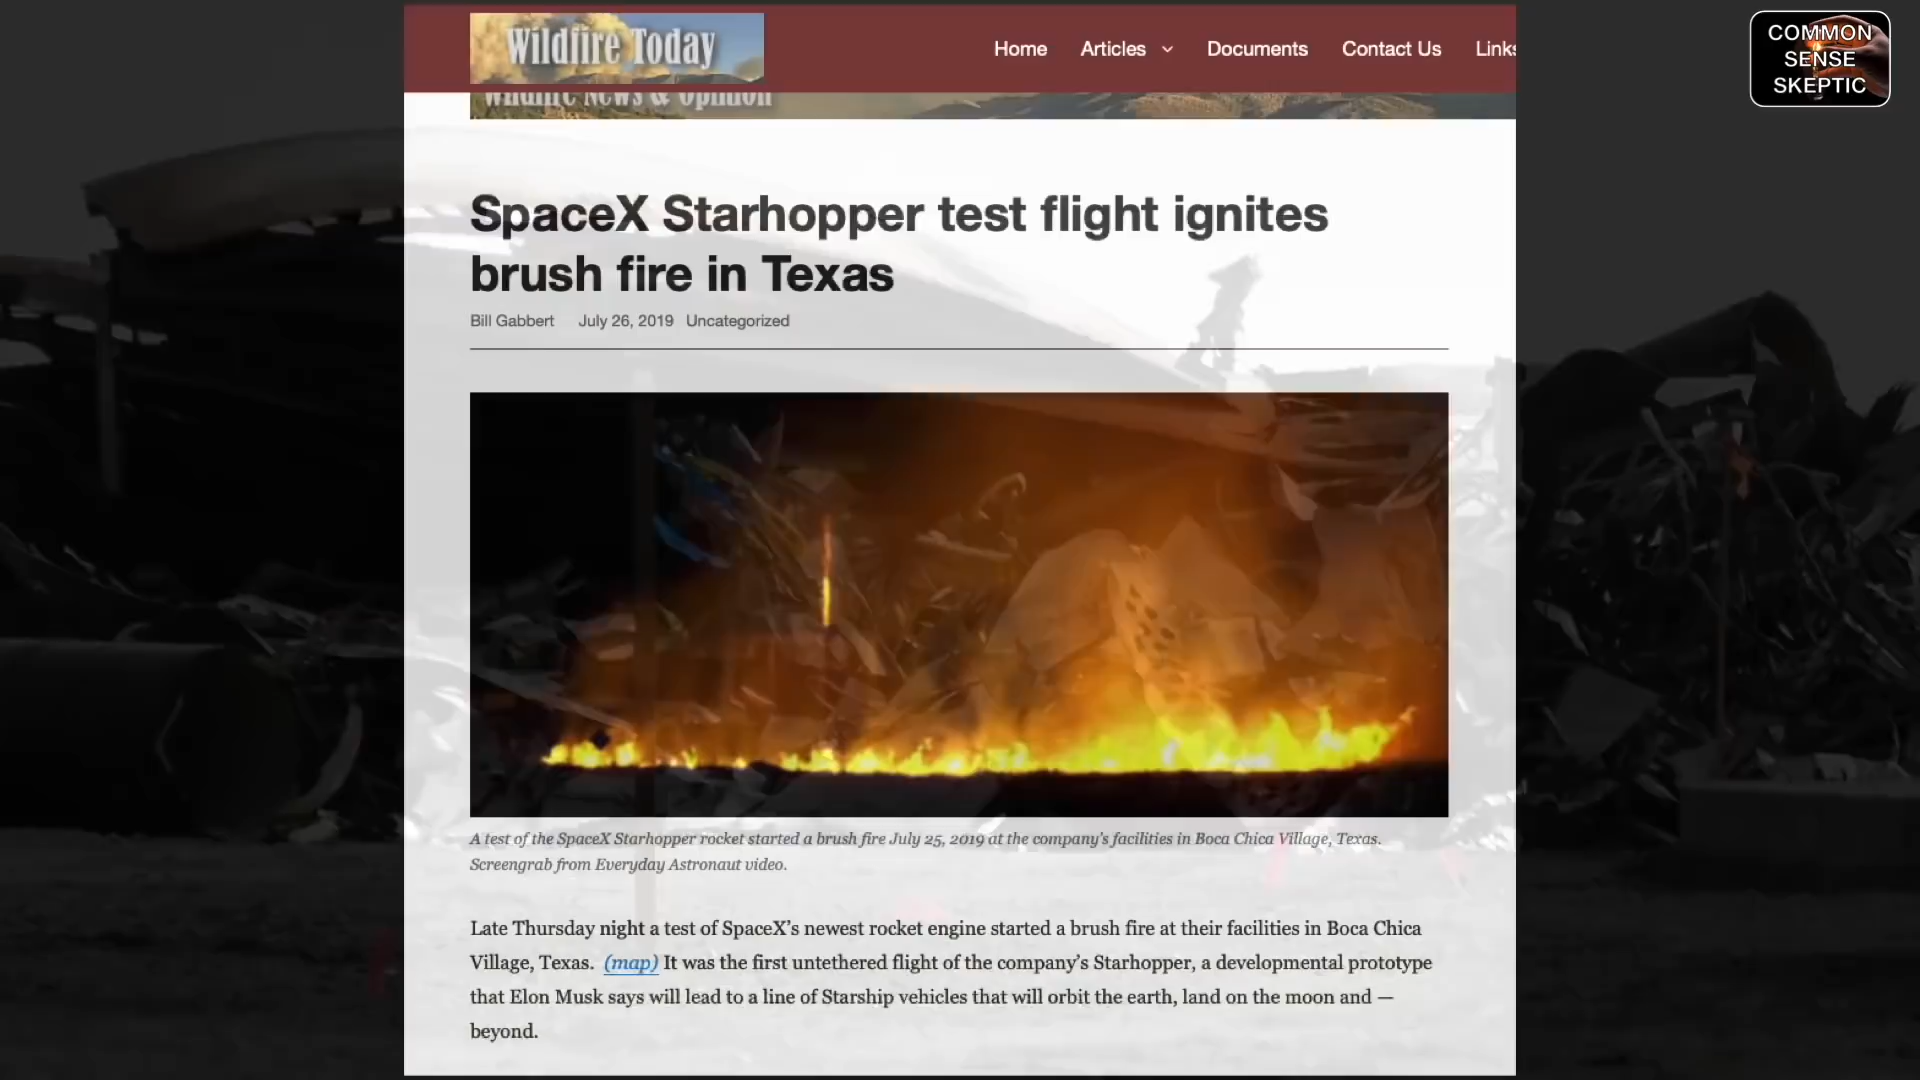 Wildfire Today
Home Articles Documents Contact Us Links
Wildfire News & Opinion
COMMON
SENSE
SKEPTIC
SpaceX Starhopper test flight ignites
brush fire in Texas
Bill Gabbert July 26, 2019 Uncategorized
A test of the SpaceX Starhopper rocket started a brush fire July 25, 2019 at the company's facilities in Boca Chica Village, Texas.
Screengrab from Everyday Astronaut video.
Late Thursday night a test of SpaceX's newest rocket engine started a brush fire at their facilities in Boca Chica
Village, Texas. (map) It was the first untethered flight of the company's Starhopper, a developmental prototype
that Elon Musk says will lead to a line of Starship vehicles that will orbit the earth, land on the moon and —
beyond.